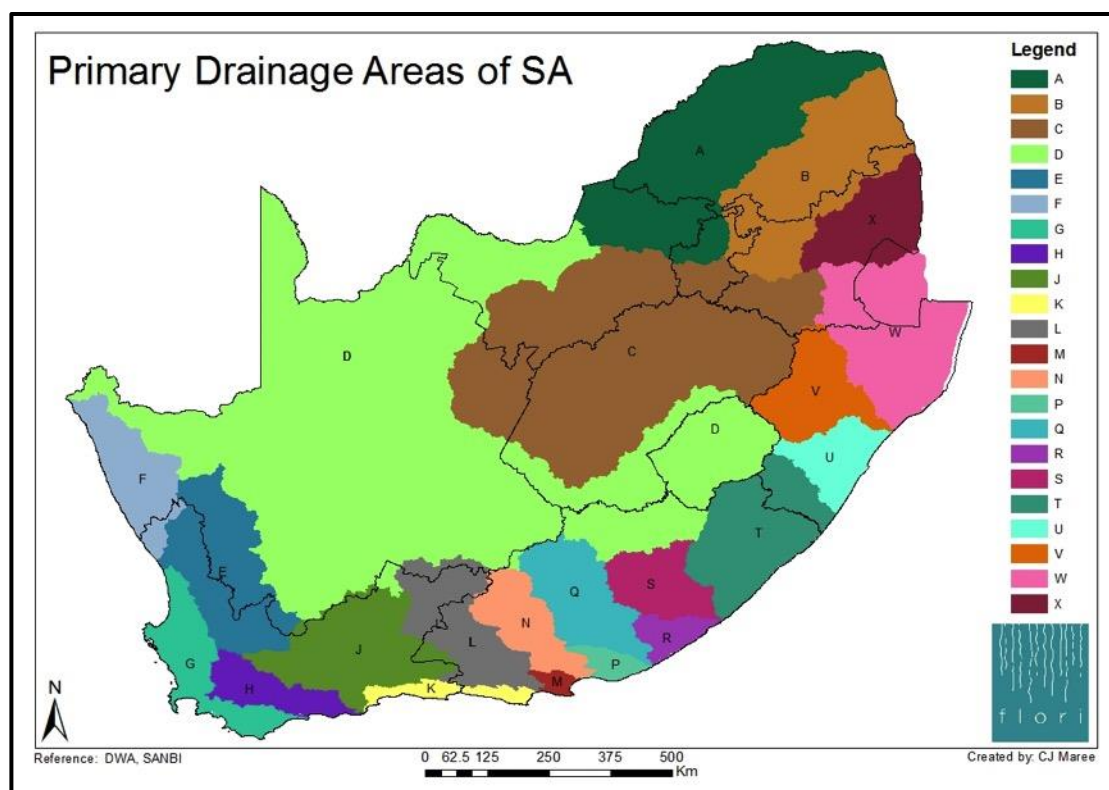 Primary Drainage Areas of SA
Legend
A
B
C
D
E
F
G
H
J
K
L
M
N
P
Q
R
S
T
U
V
W
X
A
B
X
W
C
D
V
D
U
F
T
E
S
Q
N
R
L
J
G
P
M
K
H
flori
N
Reference: DWA, SANBI
0 62.5 125 250 375 500
Km
Created by: CJ Maree